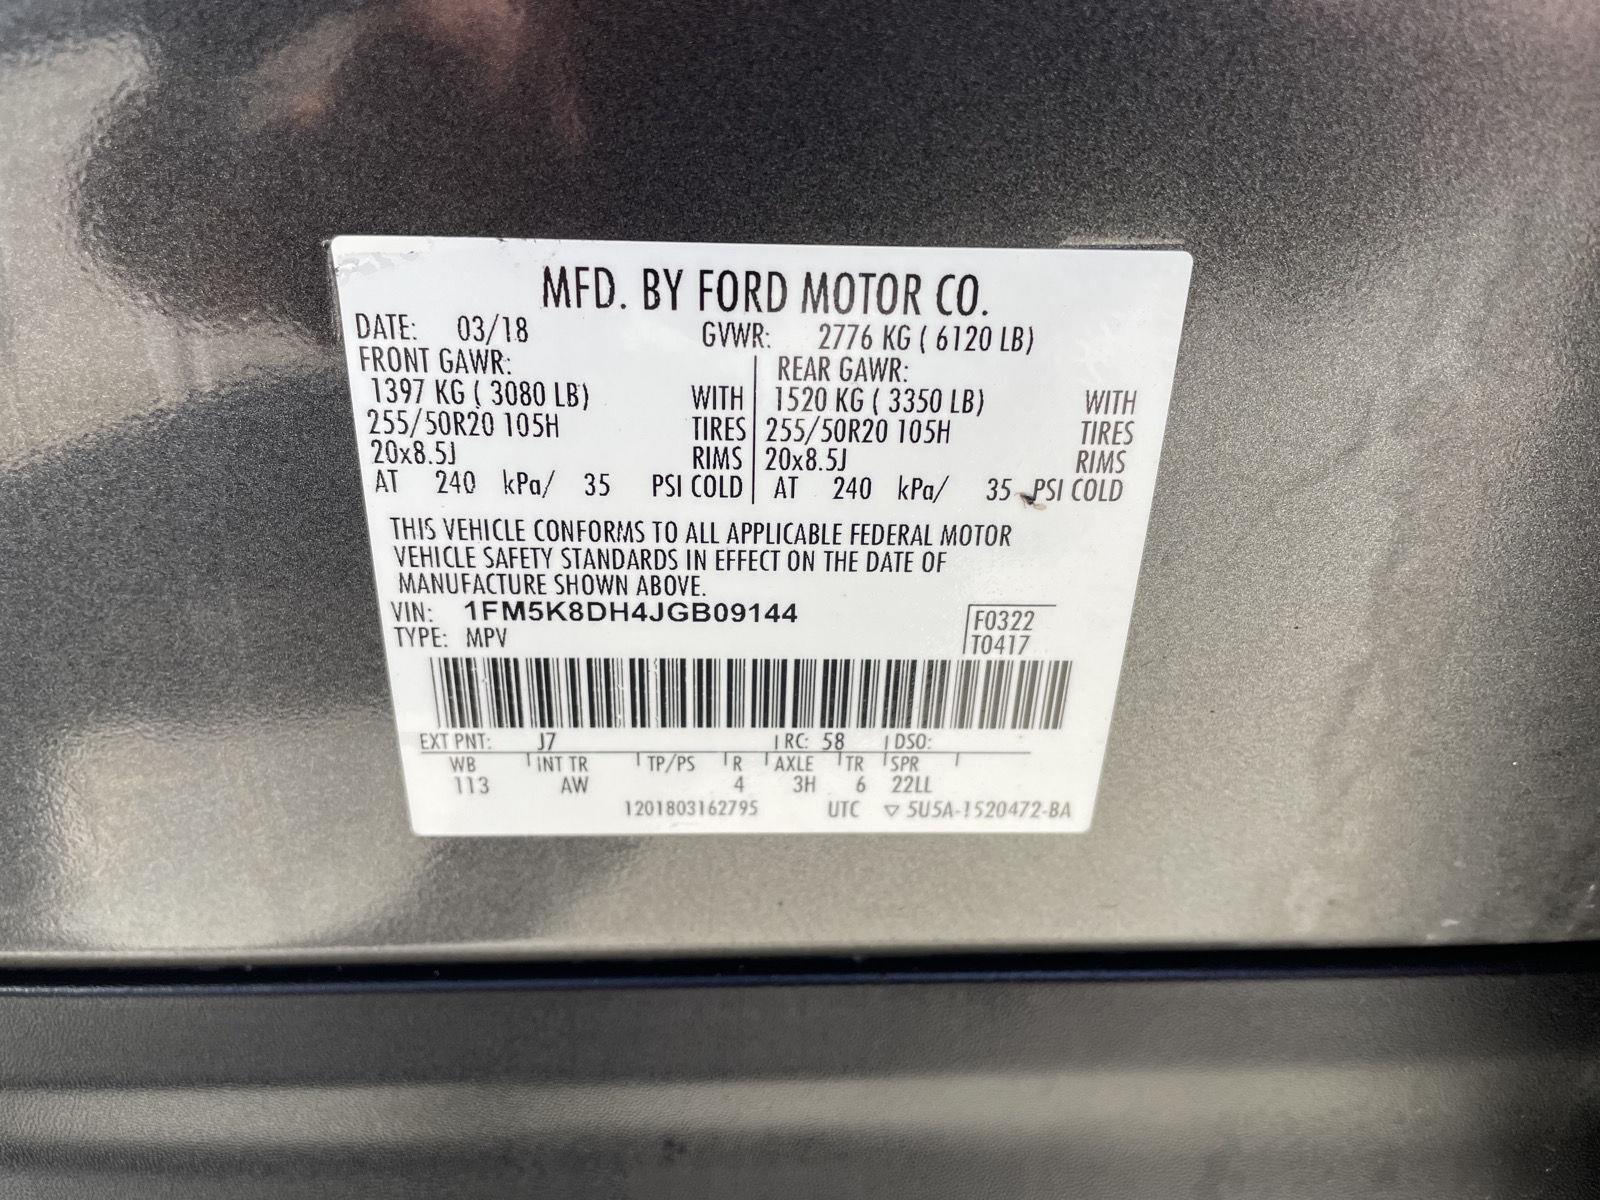 MFD. BY FORD MOTOR CO.
DATE: 03/18 GVWR: 2776 KG ( 6120 LB)
FRONT GAWR: REAR GAWR:
1397 KG ( 3080 LB) WITH 1520 KG ( 3350 LB) WITH
255/50R20 105H TIRES 255/50R20 105H TIRES
20x8.5J RIMS 20x8.5J RIMS
AT 240 kPa/ 35 PSI COLD AT 240 kPa/ 35 PSI COLD
THIS VEHICLE CONFORMS TO ALL APPLICABLE FEDERAL MOTOR
VEHICLE SAFETY STANDARDS IN EFFECT ON THE DATE OF
MANUFACTURE SHOWN ABOVE.
VIN: 1FM5K8DH4JGB09144 F0322
TYPE: MPV T0417
EXT PNT: J7 RC: 58 DSO:
WB INT TR TP/PS R AXLE TR SPR
113 AW 4 3H 6 22LL
1201803162795 UTC ▽ 5U5A-1520472-BA